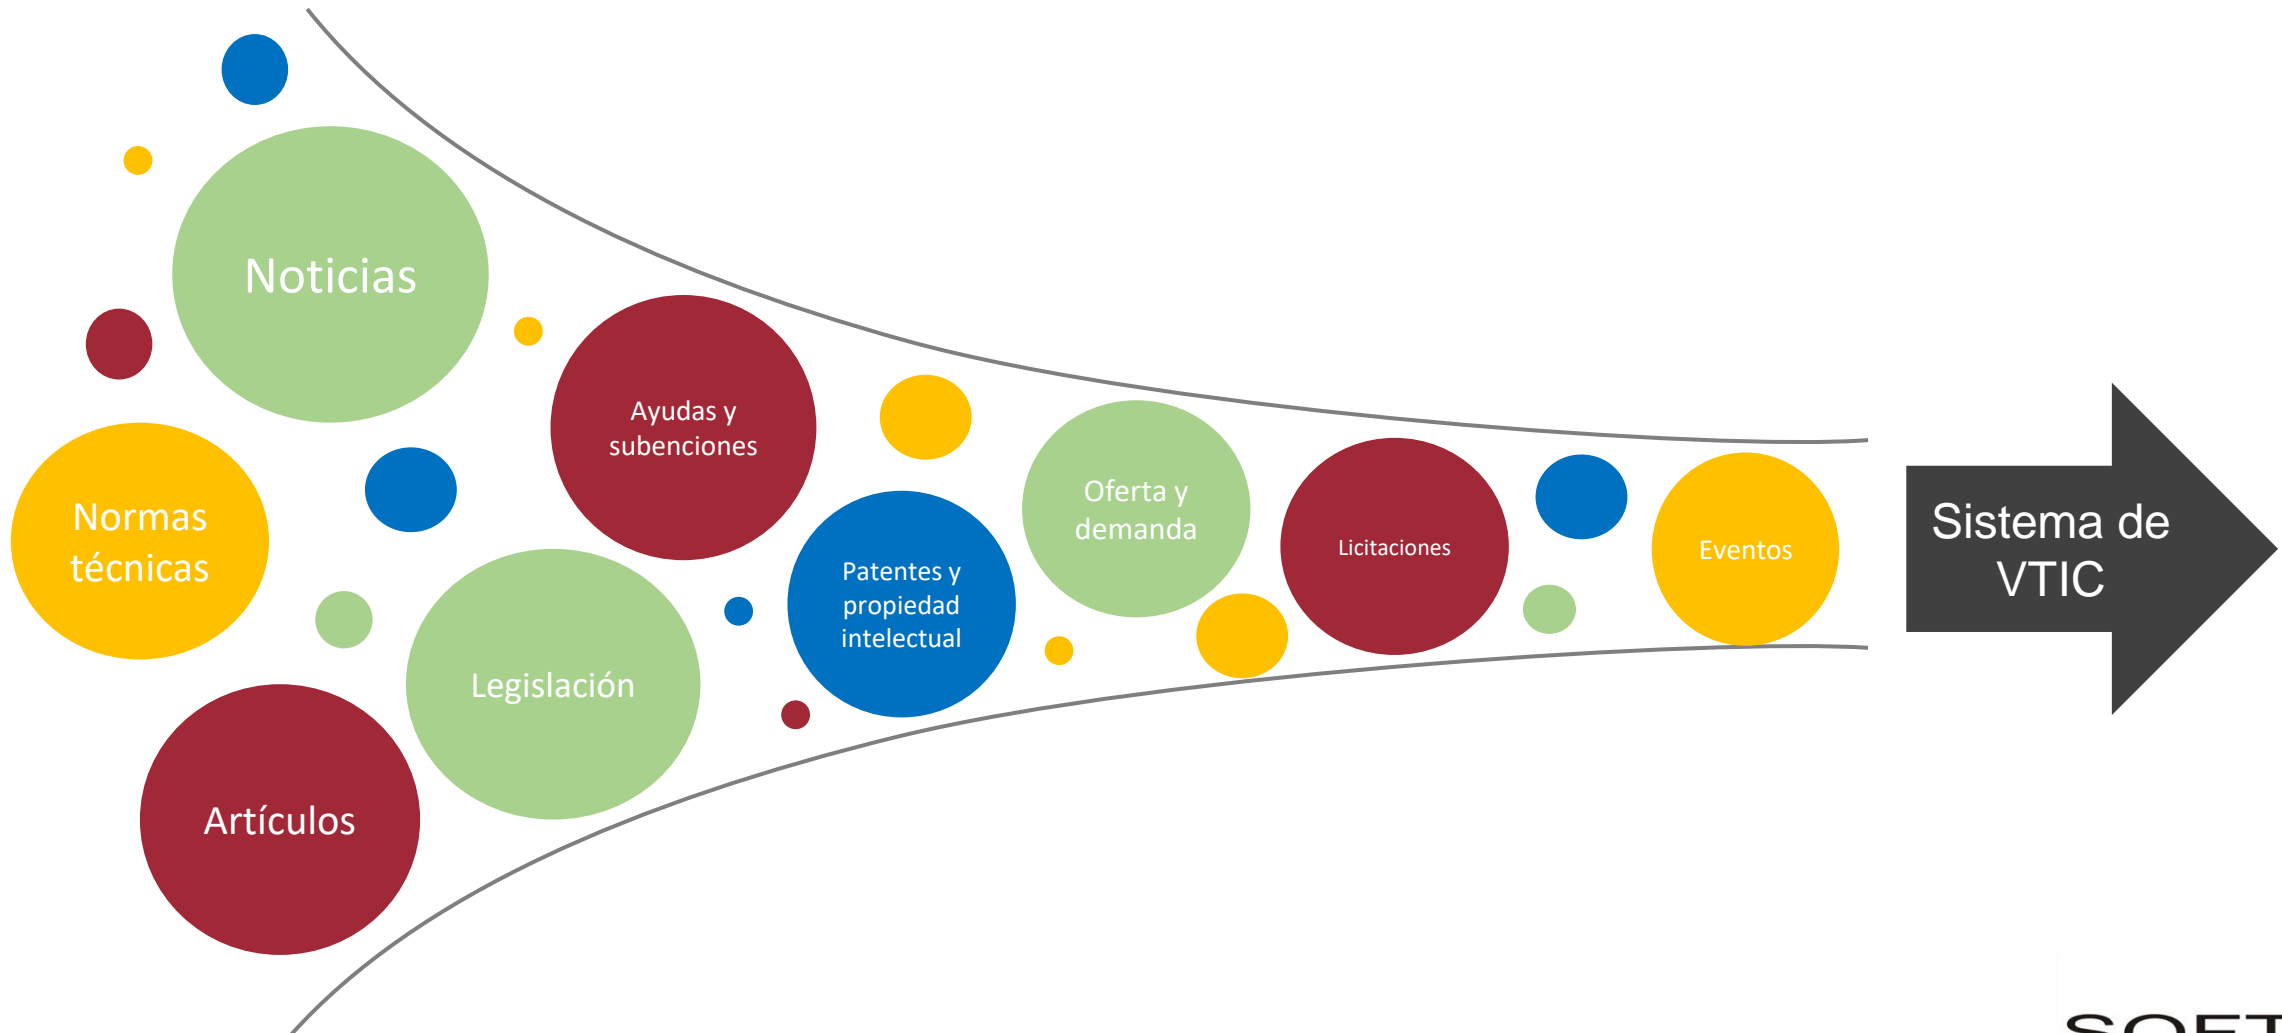 Noticias
Ayudas y
subenciones
Normas
técnicas
Oferta y
demanda
Licitaciones
Eventos
Sistema de
VTIC
Patentes y
propiedad
intelectual
Legislación
Artículos